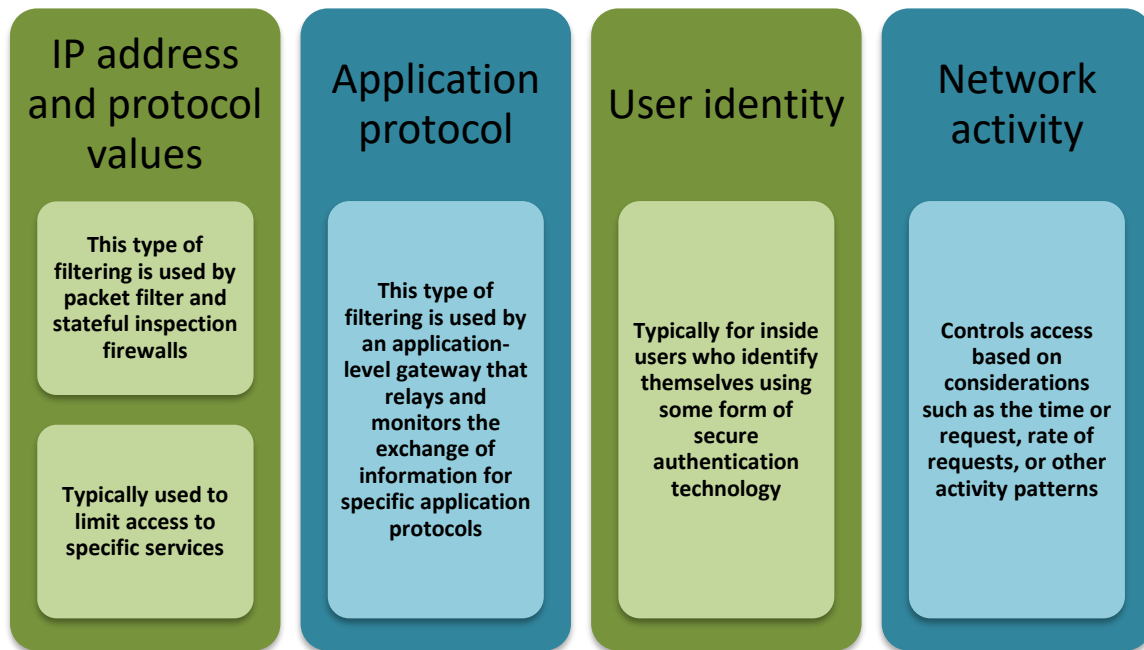 IP address
and protocol
values
This type of
filtering is used by
packet filter and
stateful inspection
firewalls
Typically used to
limit access to
specific services
Application
protocol
This type of
filtering is used by
an application-
level gateway that
relays and
monitors the
exchange of
information for
specific application
protocols
User identity
Typically for inside
users who identify
themselves using
some form of
secure
authentication
technology
Network
activity
Controls access
based on
considerations
such as the time or
request, rate of
requests, or other
activity patterns